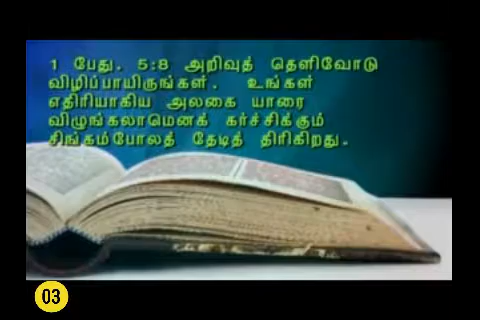 1 பேது. 5:8 அறிவுத் தெளிவோடு
விழிப்பாயிருங்கள். உங்கள்
எதிரியாகிய அலகை யாரை
விழுங்கலாமெனக் கர்ச்சிக்கும்
சிங்கம்போலத் தேடித் திரிகிறது.
03